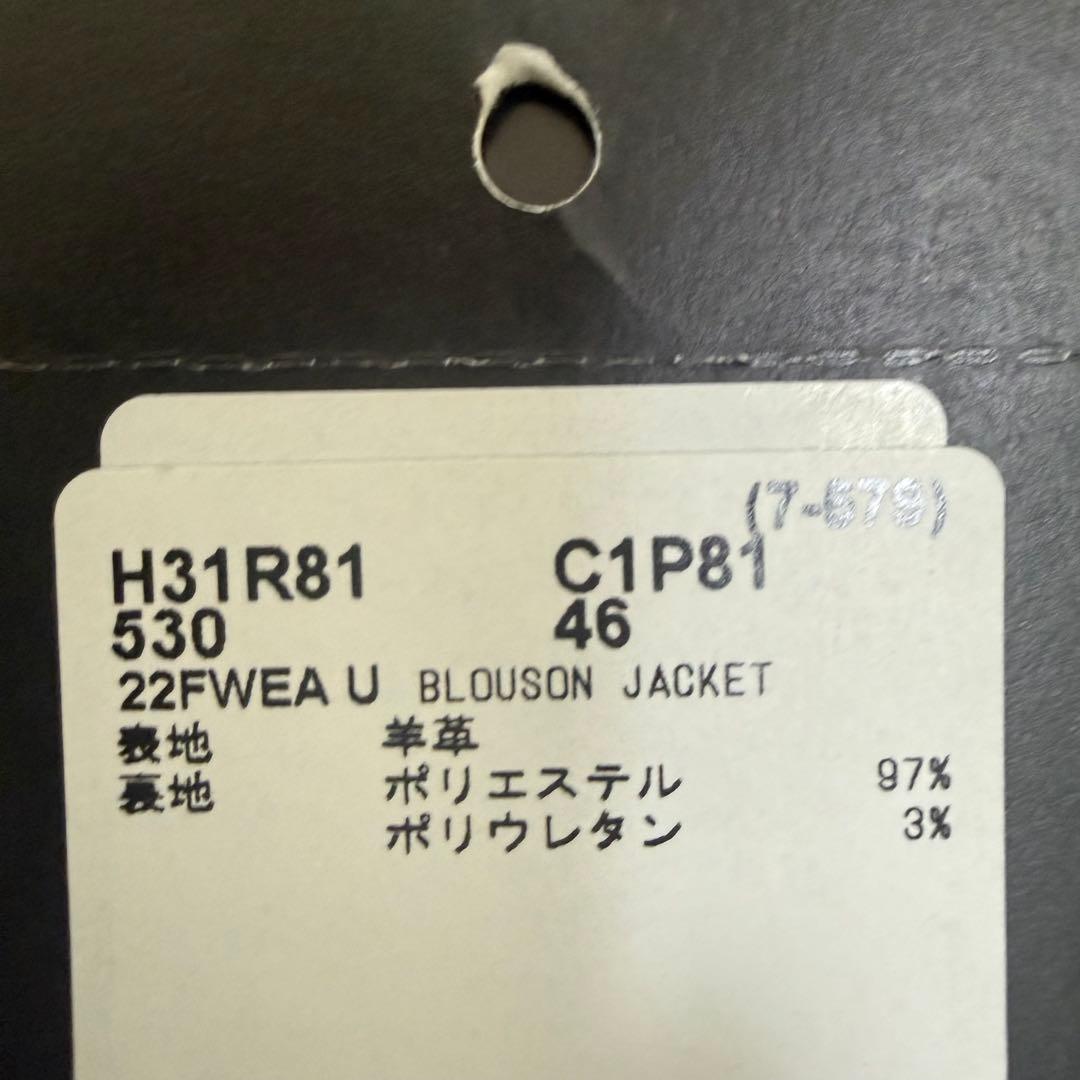 (7-579)
H31R81 C1P81
530 46
22FWEA U BLOUSON JACKET
表地 羊革
裏地 ポリエステル 97%
ポリウレタン 3%